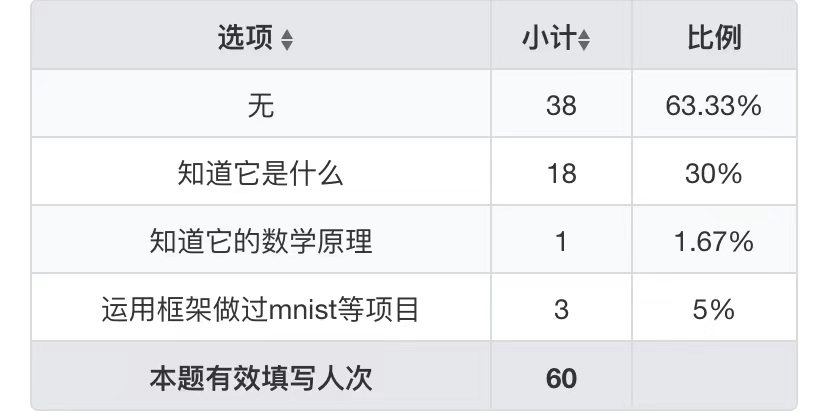 选项 小计 比例
无 38 63.33%
知道它是什么 18 30%
知道它的数学原理 1 1.67%
运用框架做过mnist等项目 3 5%
本题有效填写人次 60